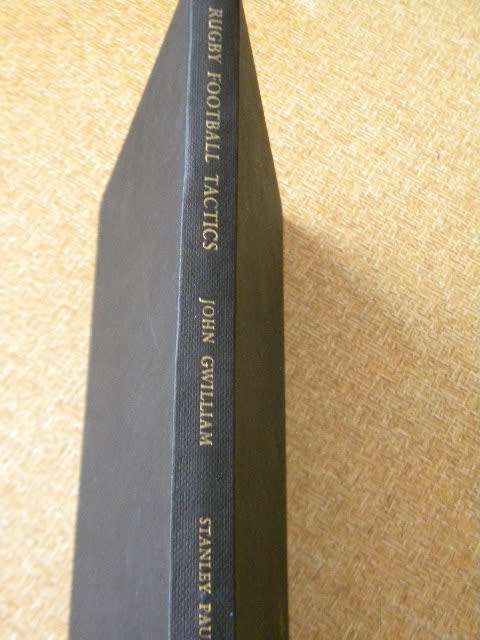 RUGBY FOOTBALL TACTICS
JOHN GWILLIAM
STANLEY PAU